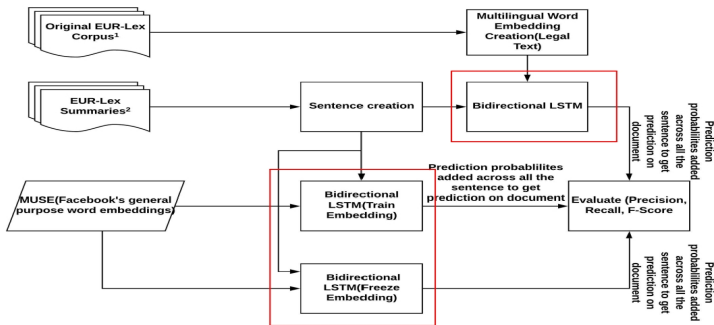 Original EUR-Lex
Corpus¹
Multilingual Word
Embedding
Creation(Legal
Text)
EUR-Lex
Summaries²
Sentence creation
Bidirectional LSTM
Prediction
probablilites added
across all the
sentence to get
prediction on
document
MUSE(Facebook's general
purpose word embeddings)
Bidirectional
LSTM(Train
Embedding)
Prediction probabliites
added across all the
sentence to get
prediction on document
Evaluate (Precision,
Recall, F-Score
Bidirectional
LSTM(Freeze
Embedding)
Prediction
probabliites added
across all the
sentence to get
prediction on
document